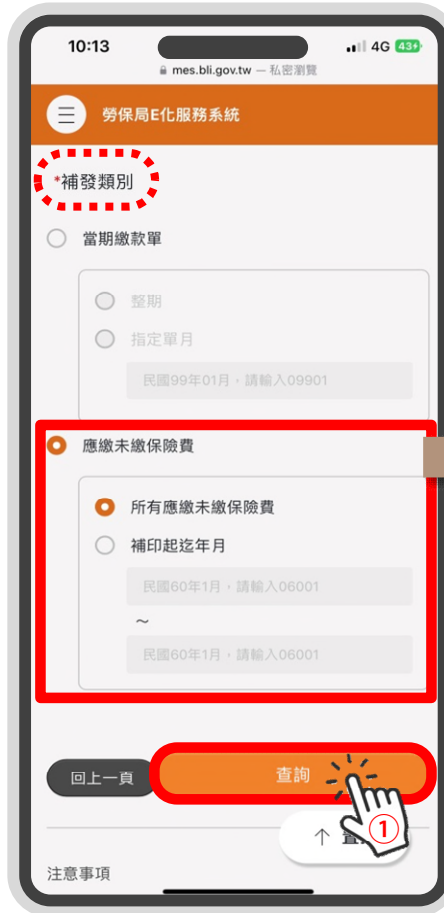 10:13
4G 43
mes.bli.gov.tw — 私密瀏覽
勞保局E化服務系統
*補發類別
當期繳款單
整期
指定單月
民國99年01月，請輸入09901
應繳未繳保險費
所有應繳未繳保險費
補印起迄年月
民國60年1月，請輸入06001
~
民國60年1月，請輸入06001
回上一頁
查詢
↑
①
注意事項